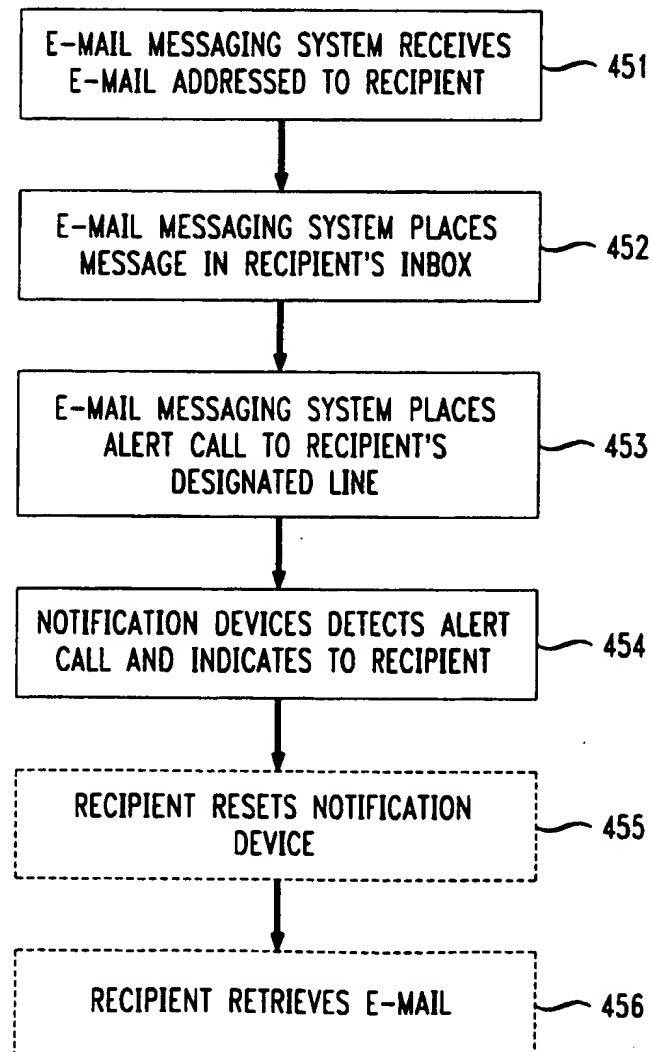 E-MAIL MESSAGING SYSTEM RECEIVES
E-MAIL ADDRESSED TO RECIPIENT
451
E-MAIL MESSAGING SYSTEM PLACES
MESSAGE IN RECIPIENT'S INBOX
452
E-MAIL MESSAGING SYSTEM PLACES
ALERT CALL TO RECIPIENT'S
DESIGNATED LINE
453
NOTIFICATION DEVICES DETECTS ALERT
CALL AND INDICATES TO RECIPIENT
454
RECIPIENT RESETS NOTIFICATION
DEVICE
455
RECIPIENT RETRIEVES E-MAIL
456